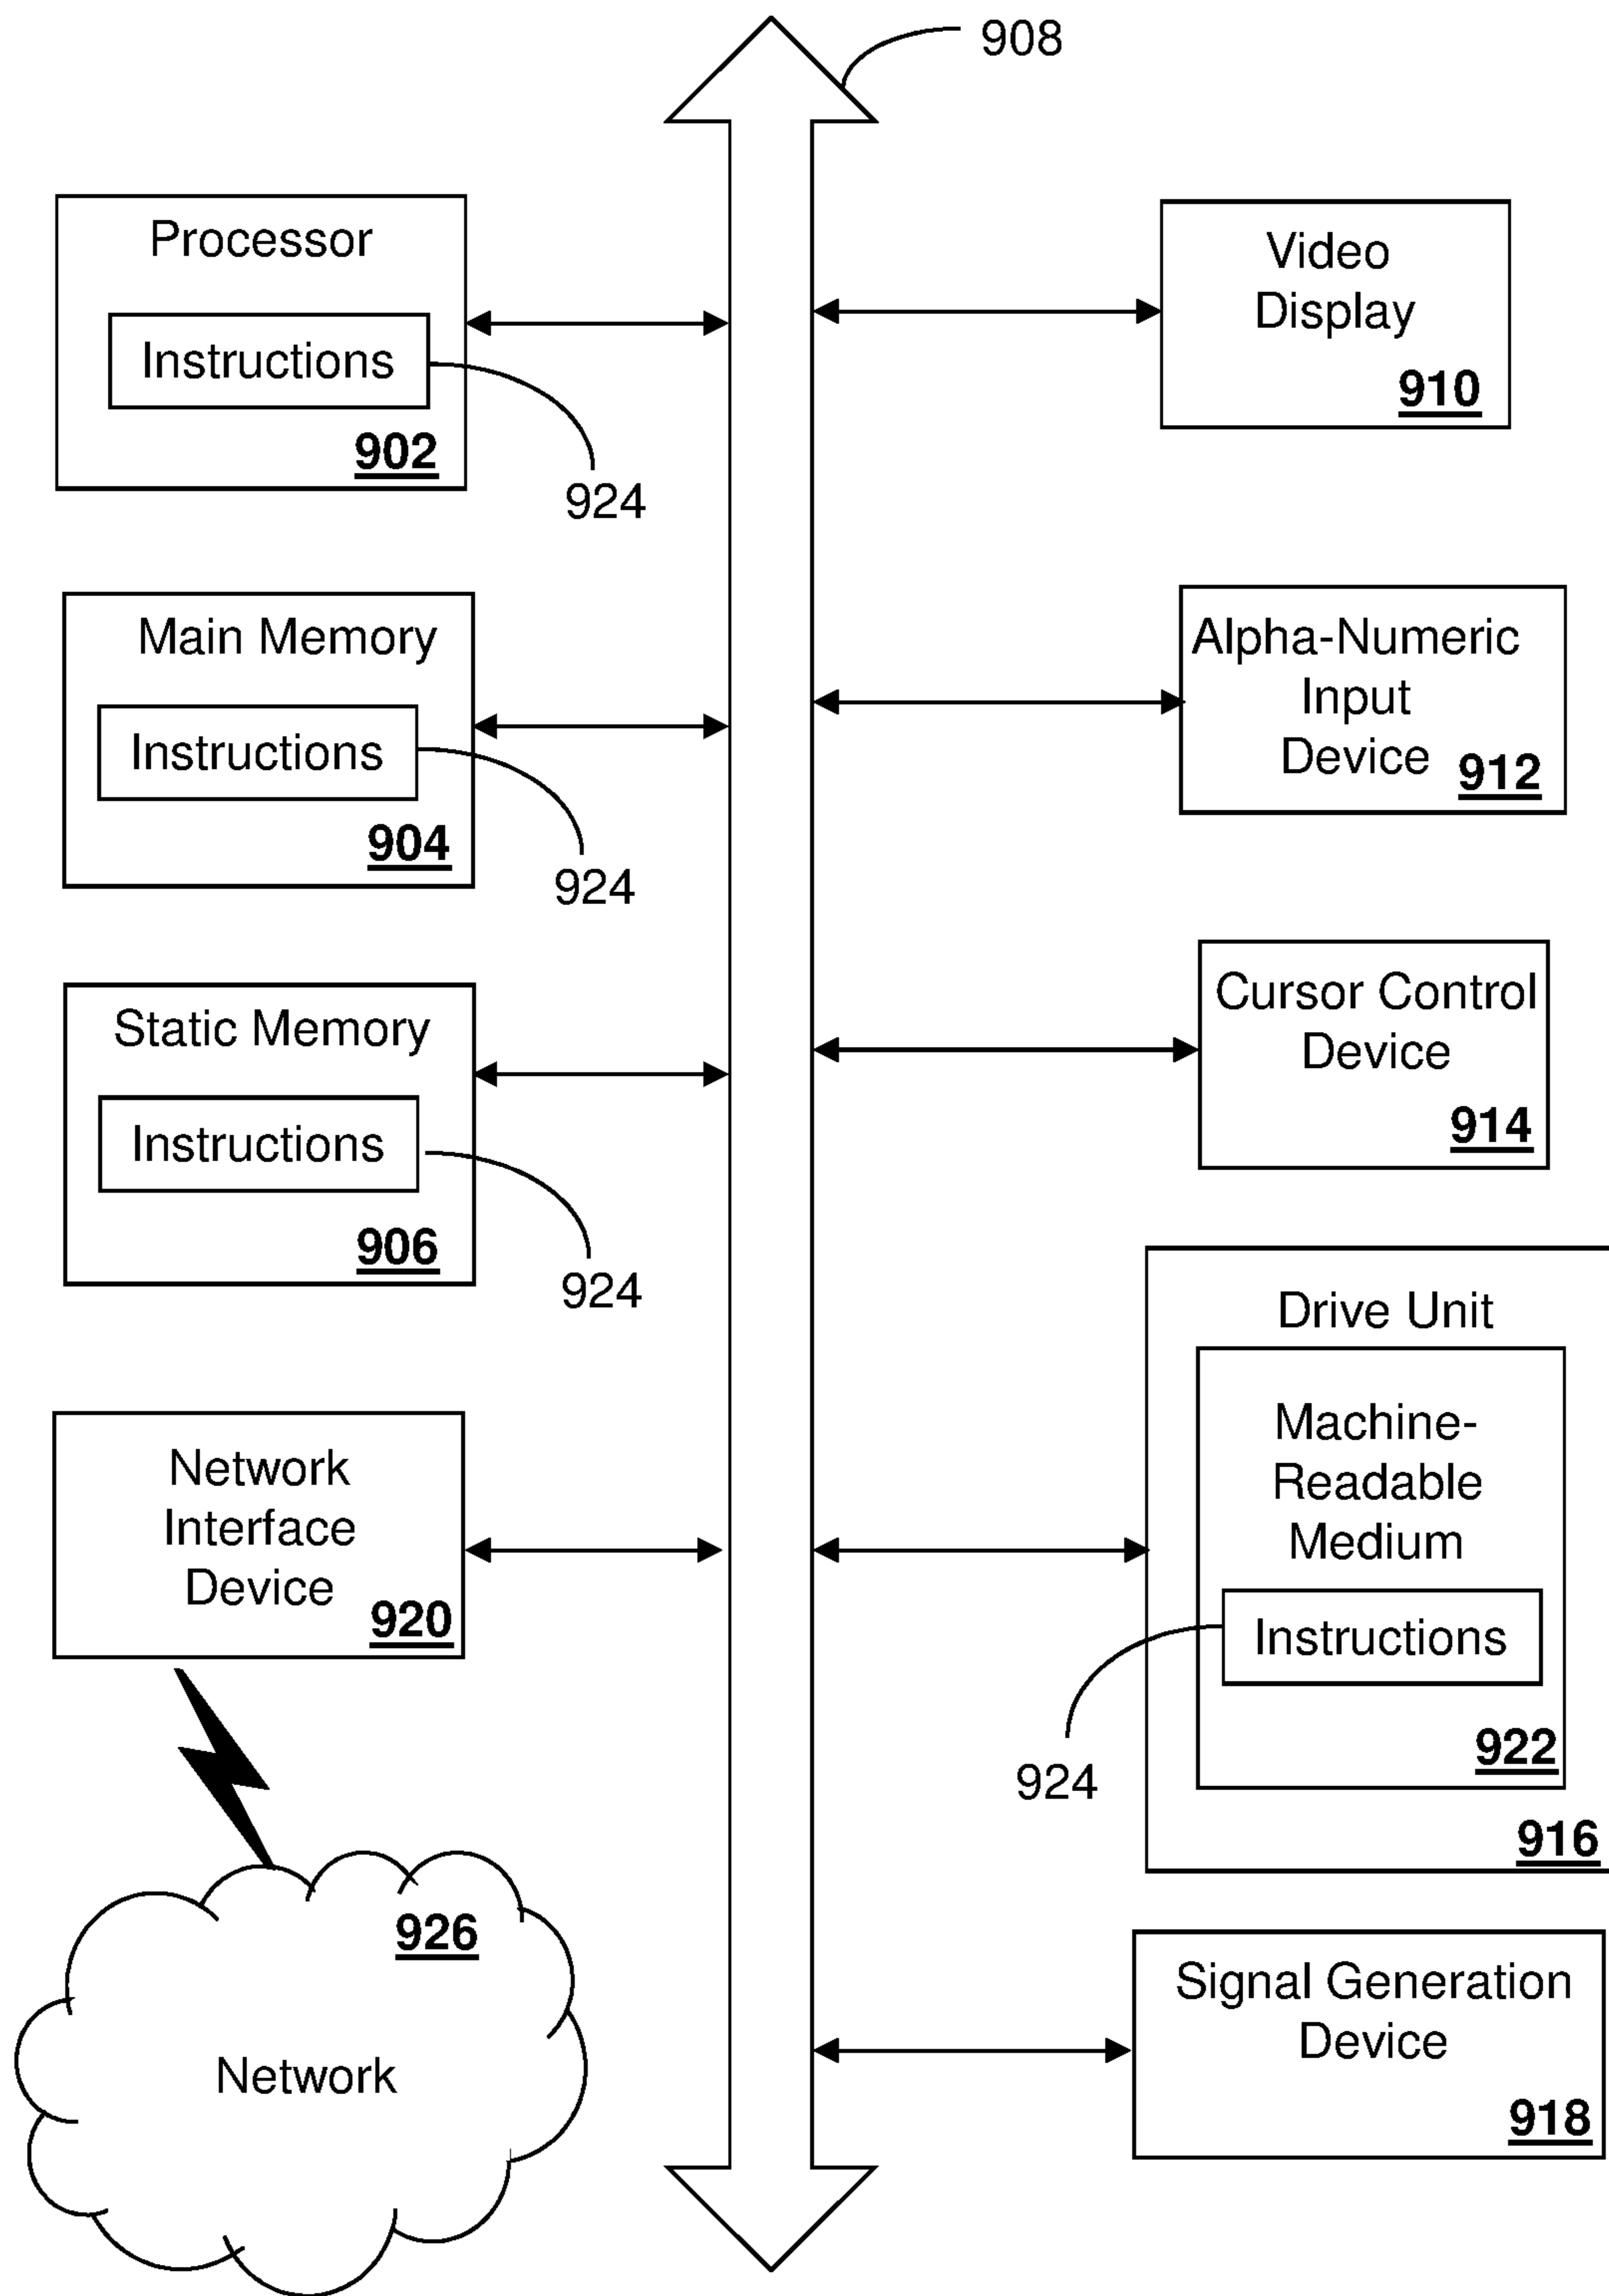 908
Processor
Instructions
902
924
Video
Display
910
Main Memory
Instructions
904
924
Alpha-Numeric
Input
Device
912
Static Memory
Instructions
906
924
Cursor Control
Device
914
Network
Interface
Device
920
Drive Unit
Machine-
Readable
Medium
Instructions
922
924
916
926
Network
Signal Generation
Device
918